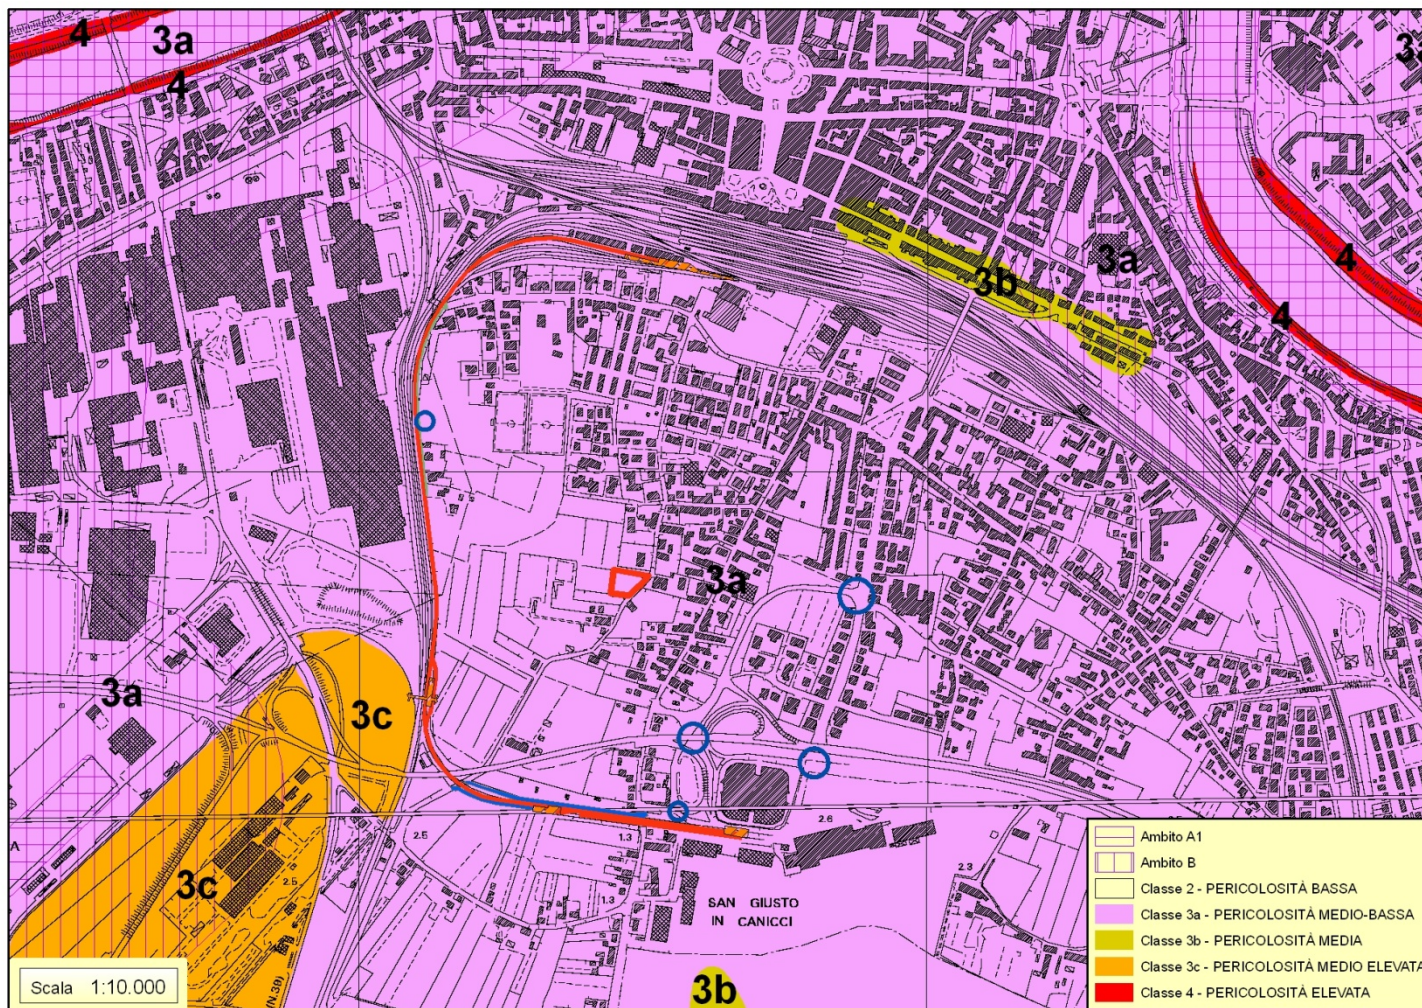 4
3a
4
3b
3a
4
4
3a
3a
3c
3c
2.5
1.3
2.6
2.5
1.3
2.3
SAN GIUSTO
IN CANICCI
3b
(N.39)
A
Scala 1:10.000
Ambito A1
Ambito B
Classe 2 - PERICOLOSITÀ BASSA
Classe 3a - PERICOLOSITÀ MEDIO-BASSA
Classe 3b - PERICOLOSITÀ MEDIA
Classe 3c - PERICOLOSITÀ MEDIO ELEVATA
Classe 4 - PERICOLOSITÀ ELEVATA